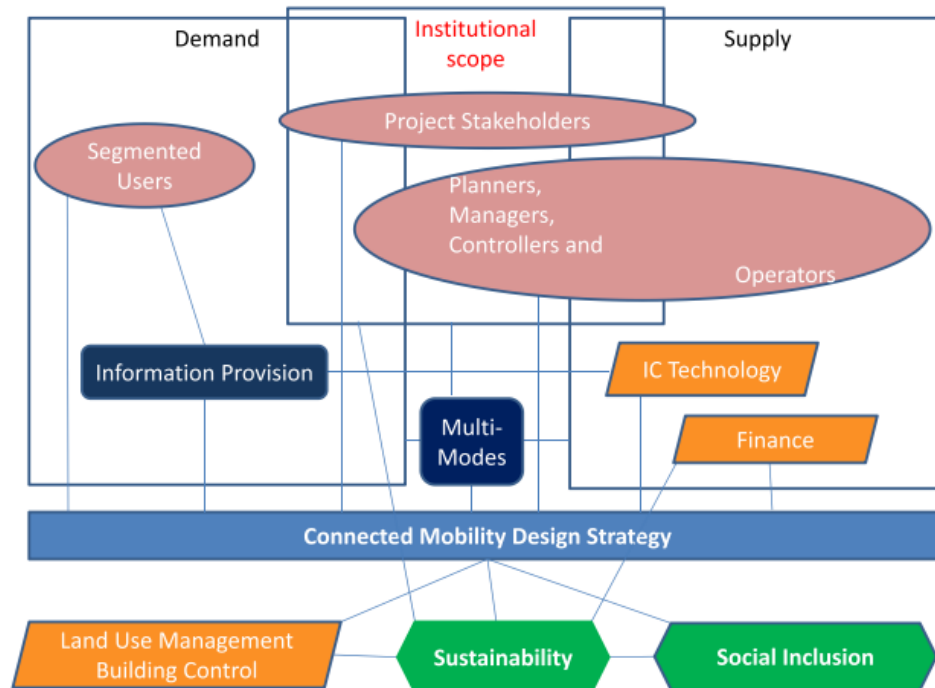 Demand
Institutional
scope
Supply
Project Stakeholders
Segmented
Users
Planners,
Managers,
Controllers and
Operators
Information Provision
IC Technology
Multi-
Modes
Finance
Connected Mobility Design Strategy
Land Use Management
Building Control
Sustainability
Social Inclusion